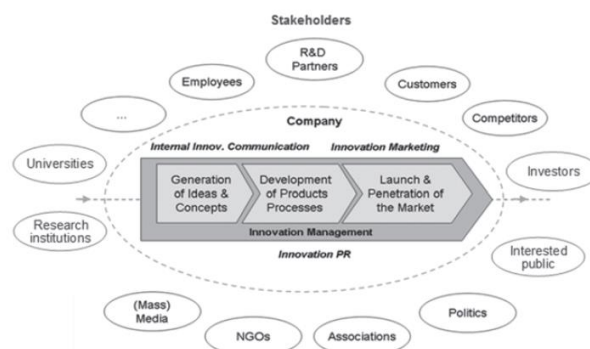 Stakeholders
R&D
Partners
Employees
Customers
...
Competitors
Company
Internal Innov. Communication
Innovation Marketing
Universities
Investors
Generation
of Ideas &
Concepts
Development
of Products
Processes
Launch &
Penetration of
the Market
Research
institutions
Innovation Management
Innovation PR
Interested
public
(Mass)
Media
Politics
NGOs
Associations